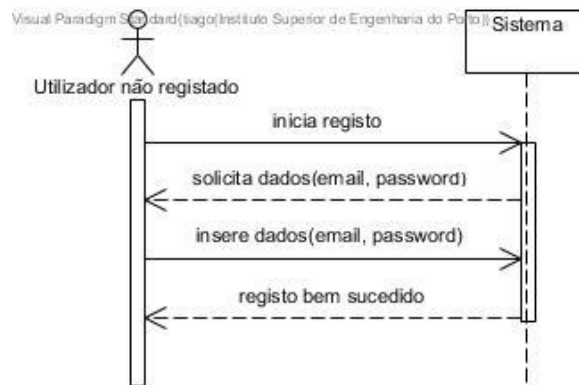 Visual Paradigm Standard(tiago(Instituto Superior de Engenharia do Porto))
Sistema
Utilizador não registado
inicia registo
solicita dados(email, password)
insere dados(email, password)
registo bem sucedido